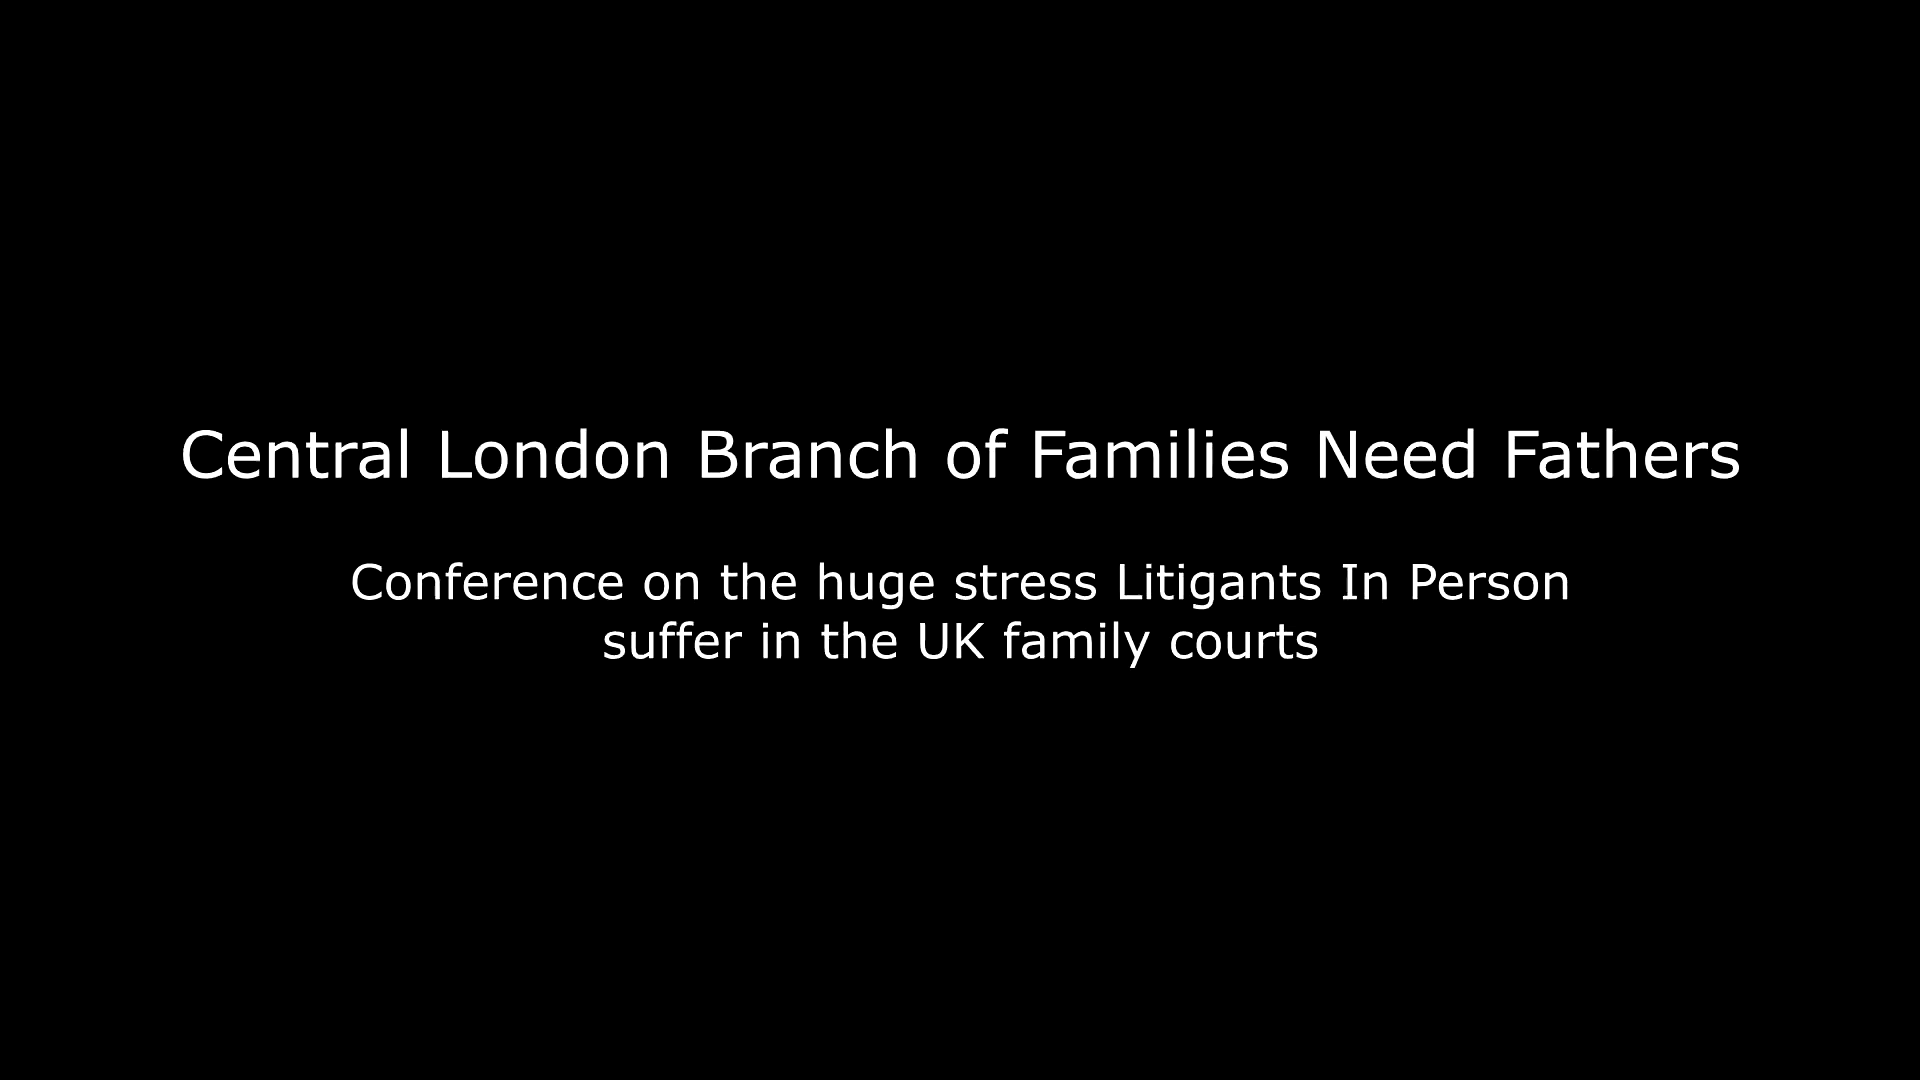 Central London Branch of Families Need Fathers
Conference on the huge stress Litigants In Person
suffer in the UK family courts